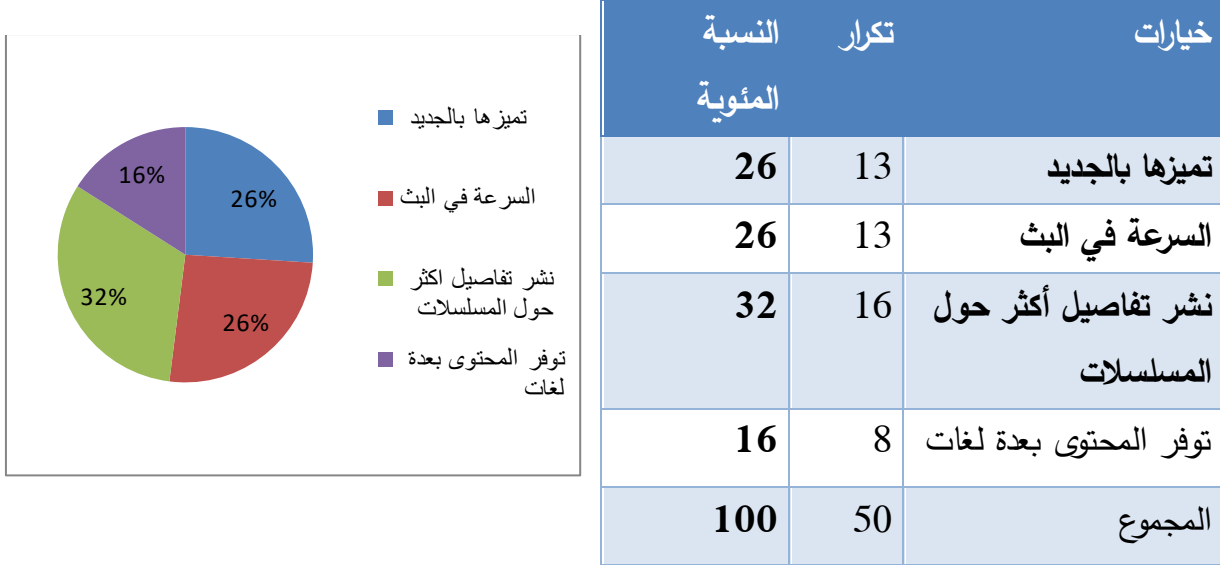 خيارات تكرار النسبة المئوية
تميزها بالجديد 13 26
السرعة في البث 13 26
نشر تفاصيل أكثر حول 16 32
المسلسلات
توفر المحتوى بعدة لغات 8 16
المجموع 50 100
26%
26%
32%
16%
تميزها بالجديد
السرعة في البث
نشر تفاصيل اكثر
حول المسلسلات
توفر المحتوى بعدة
لغات